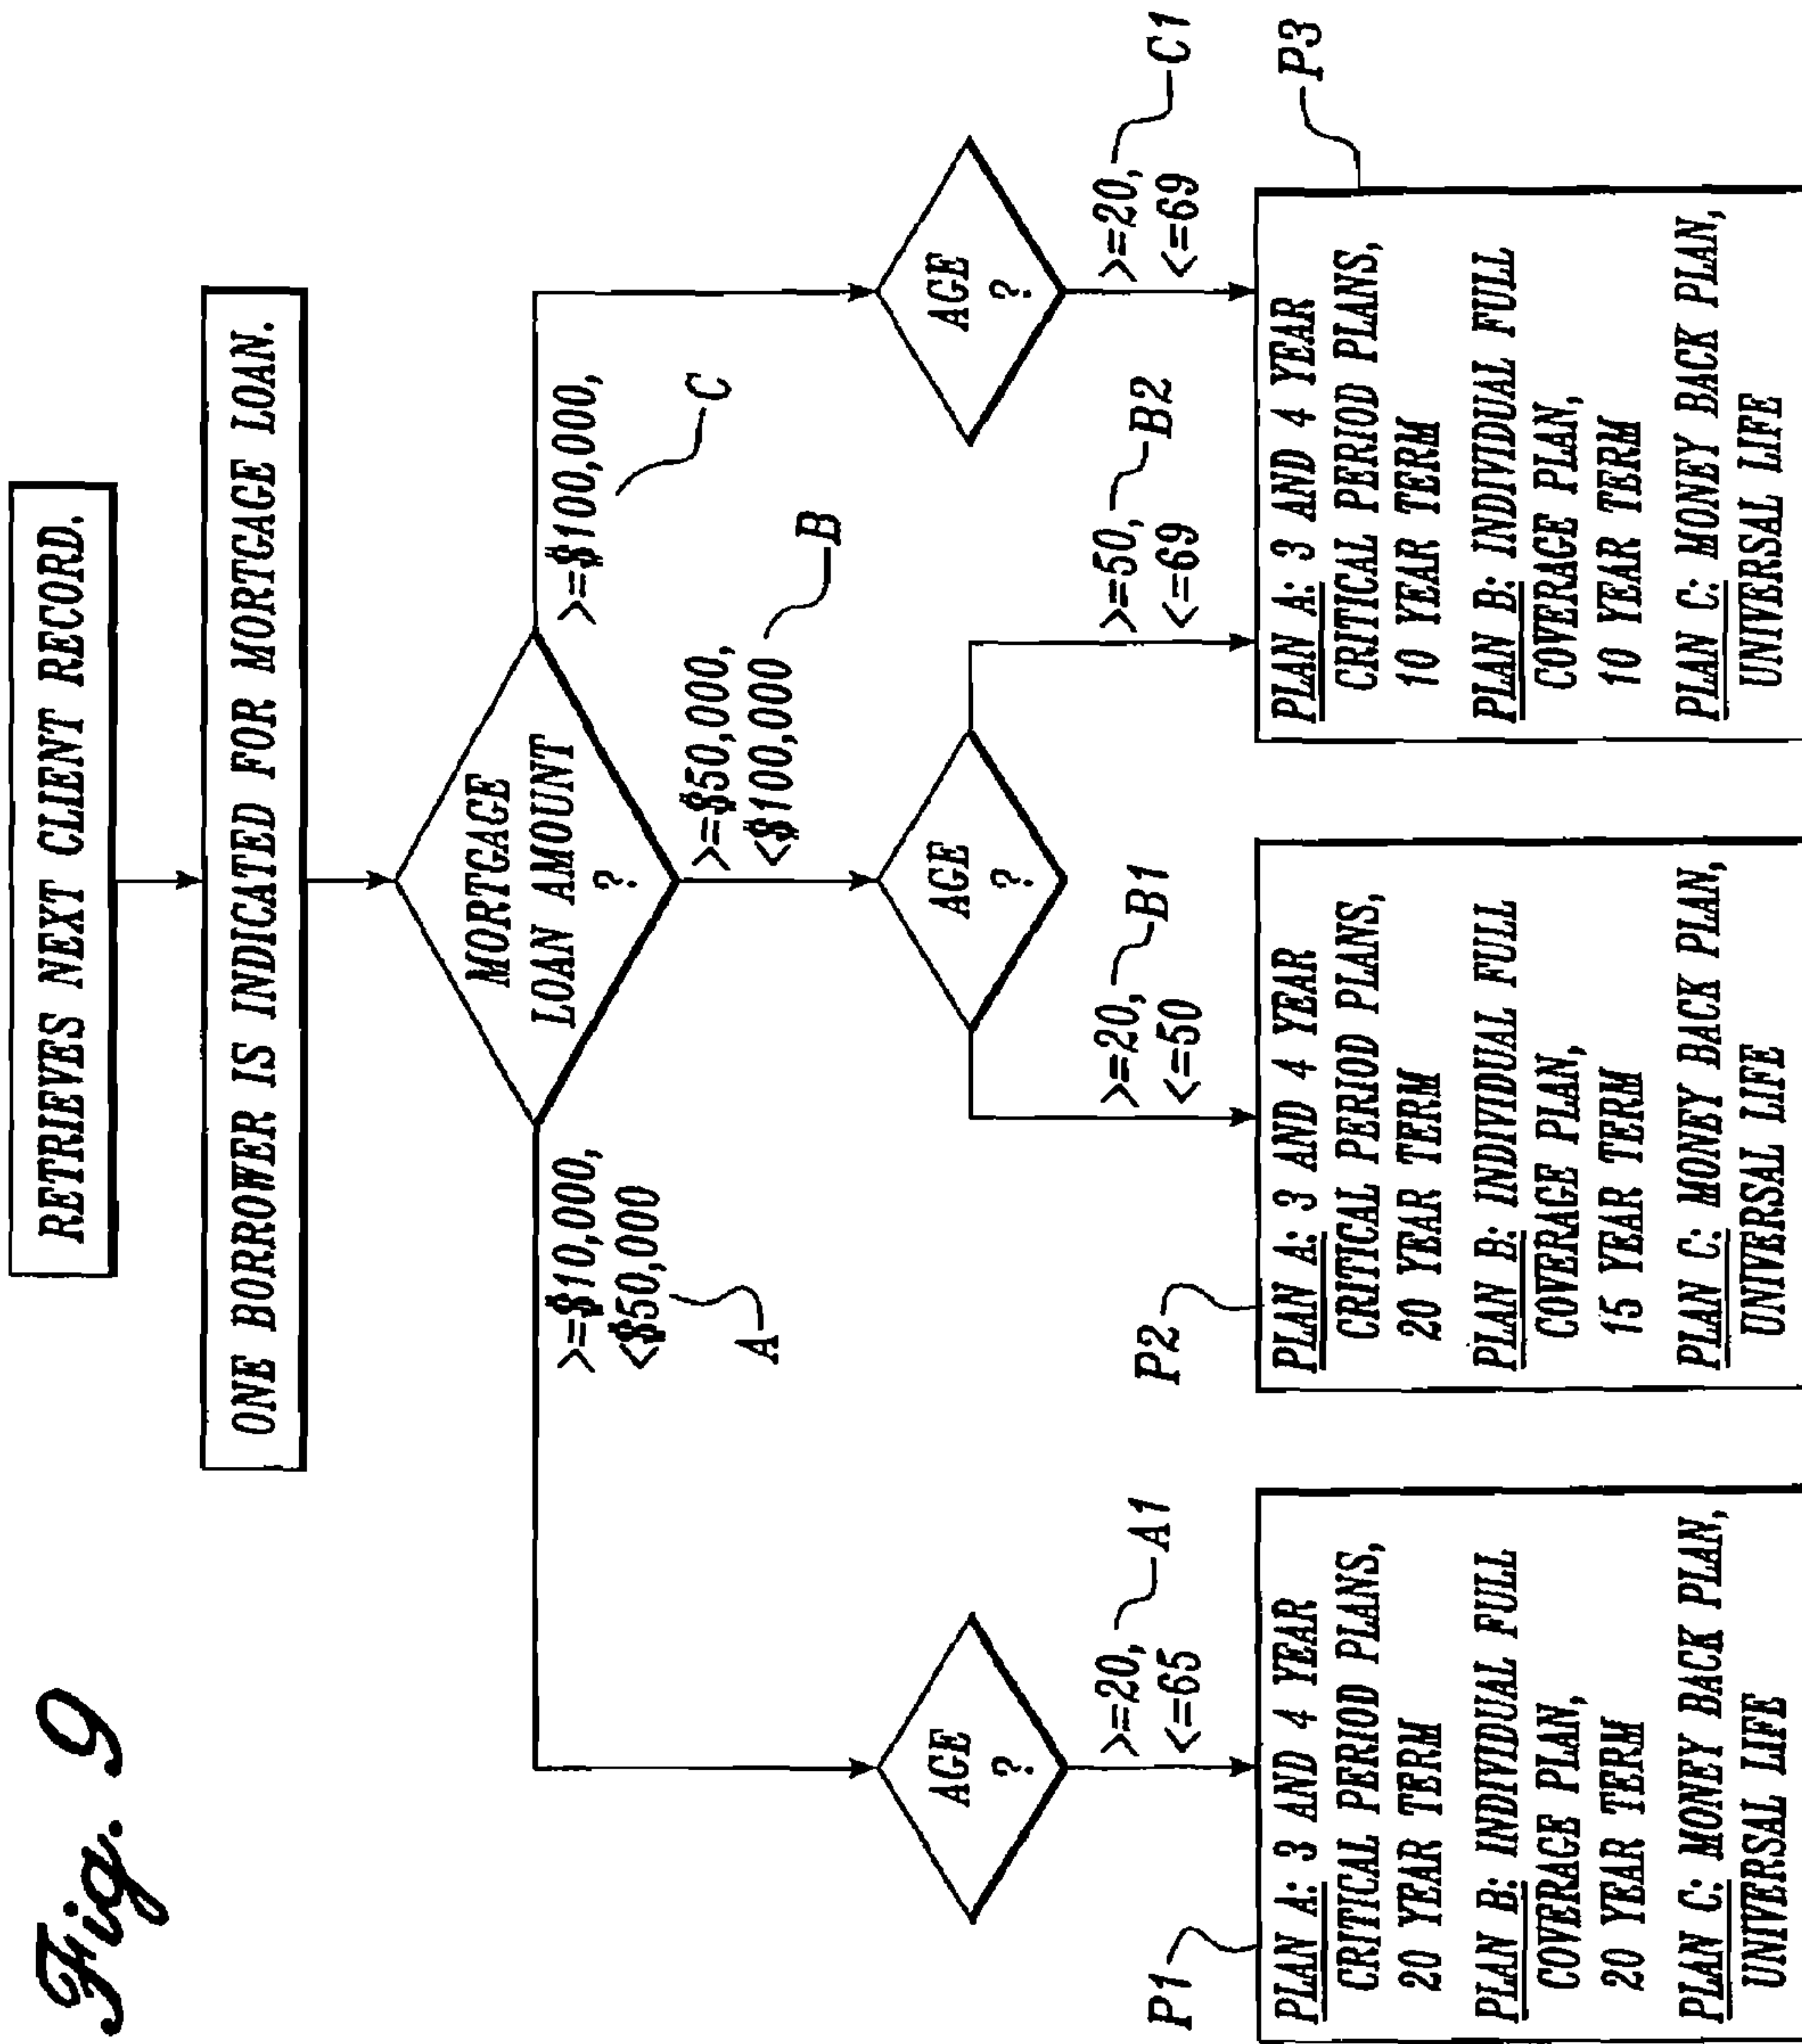 Fig. 9
RETRIEVES NEXT CLIENT RECORD.
ONE BORROWER IS INDICATED FOR MORTGAGE LOAN.
MORTGAGE
LOAN AMOUNT
?
>=$10,000,
<$50,000
A
>=$50,000,
<$100,000
B
>=$100,000,
C
AGE
?
>=20,
<=65
A1
AGE
?
>=20,
<=50
B1
>=50,
<=69
B2
AGE
?
>=20,
<=69
C1
P1
PLAN A: 3 AND 4 YEAR
CRITICAL PERIOD PLANS,
20 YEAR TERM
PLAN B: INDIVIDUAL FULL
COVERAGE PLAN,
20 YEAR TERM
PLAN C: MONEY BACK PLAN,
UNIVERSAL LIFE
P2
PLAN A: 3 AND 4 YEAR
CRITICAL PERIOD PLANS,
20 YEAR TERM
PLAN B: INDIVIDUAL FULL
COVERAGE PLAN,
15 YEAR TERM
PLAN C: MONEY BACK PLAN,
UNIVERSAL LIFE
P3
PLAN A: 3 AND 4 YEAR
CRITICAL PERIOD PLANS,
10 YEAR TERM
PLAN B: INDIVIDUAL FULL
COVERAGE PLAN,
10 YEAR TERM
PLAN C: MONEY BACK PLAN,
UNIVERSAL LIFE